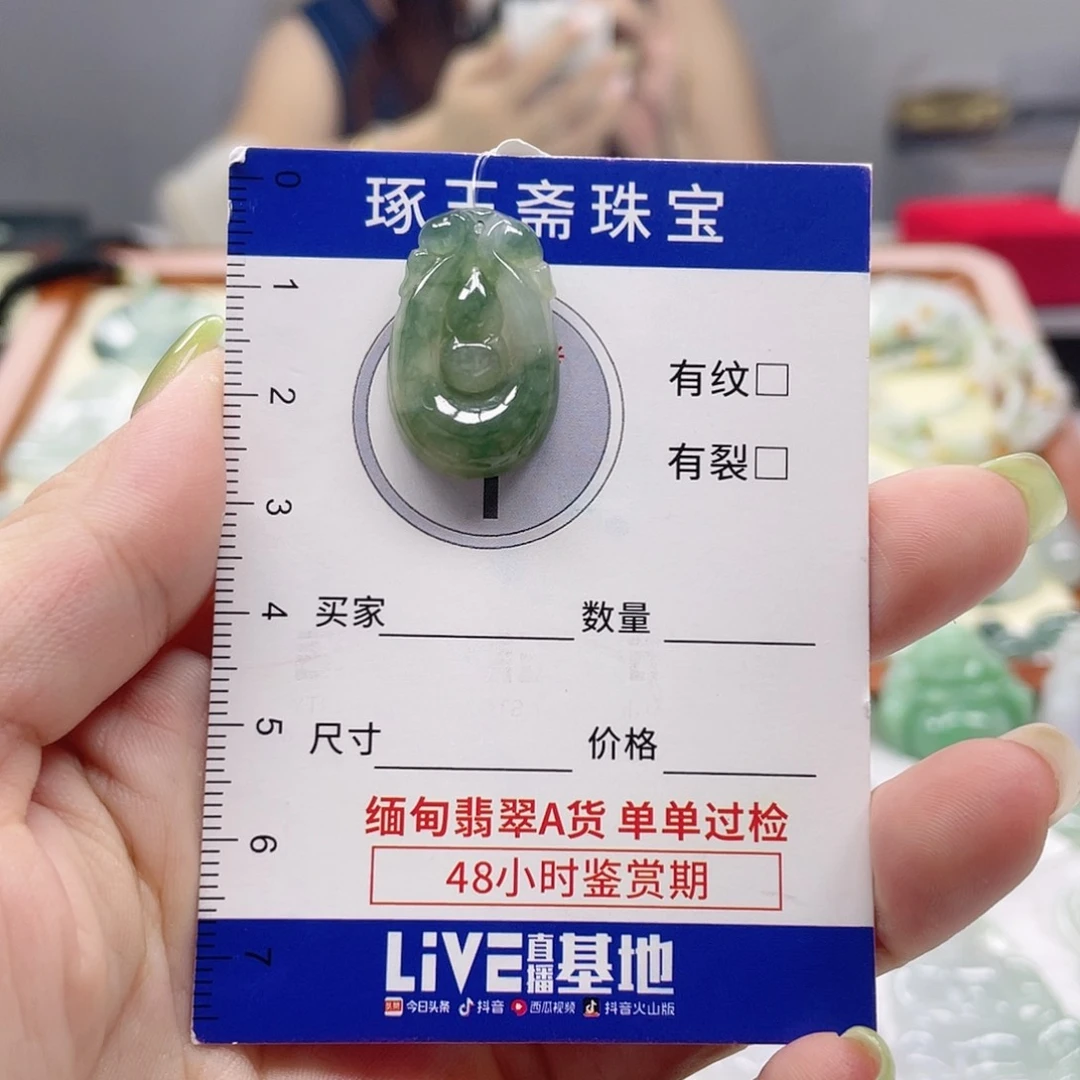 琢玉斋珠宝
0
1
2
3
4
5
6
7
有纹□
有裂□
买家 数量
尺寸 价格
缅甸翡翠A货 单单过检
48小时鉴赏期
LiVE直播基地
头条 今日头条 抖音 西瓜视频 抖音火山版